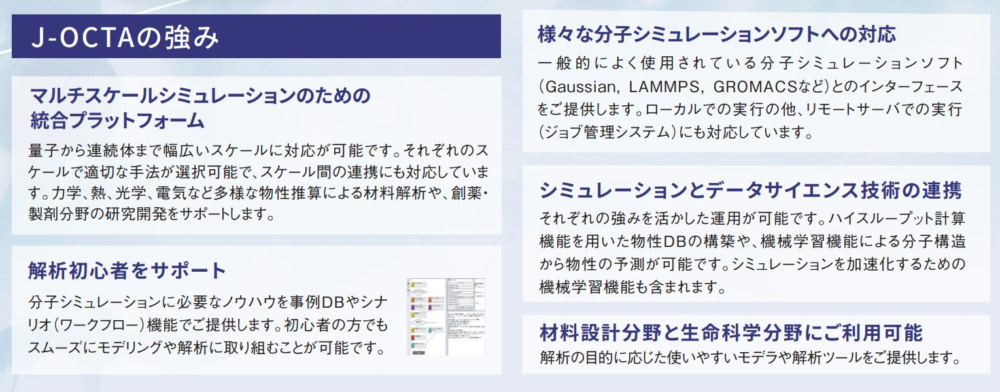 J-OCTAの強み
マルチスケールシミュレーションのための
統合プラットフォーム
量子から連続体まで幅広いスケールに対応が可能です。それぞれのス
ケールで適切な手法が選択可能で、スケール間の連携にも対応していま
す。力学、熱、光学、電気など多様な物性推算による材料解析や、創薬・
製剤分野の研究開発をサポートします。
解析初心者をサポート
分子シミュレーションに必要なノウハウを事例DBやシナ
リオ（ワークフロー）機能でご提供します。初心者の方でも
スムーズにモデリングや解析に取り組むことが可能です。
様々な分子シミュレーションソフトへの対応
一般的によく使用されている分子シミュレーションソフト
（Gaussian, LAMMPS, GROMACSなど）とのインターフェース
をご提供します。ローカルでの実行の他、リモートサーバでの実行
（ジョブ管理システム）にも対応しています。
シミュレーションとデータサイエンス技術の連携
それぞれの強みを活かした運用が可能です。ハイスループット計算
機能を用いた物性DBの構築や、機械学習機能による分子構造
から物性の予測が可能です。シミュレーションを加速化するための
機械学習機能も含まれます。
材料設計分野と生命科学分野にご利用可能
解析の目的に応じた使いやすいモデラや解析ツールをご提供します。